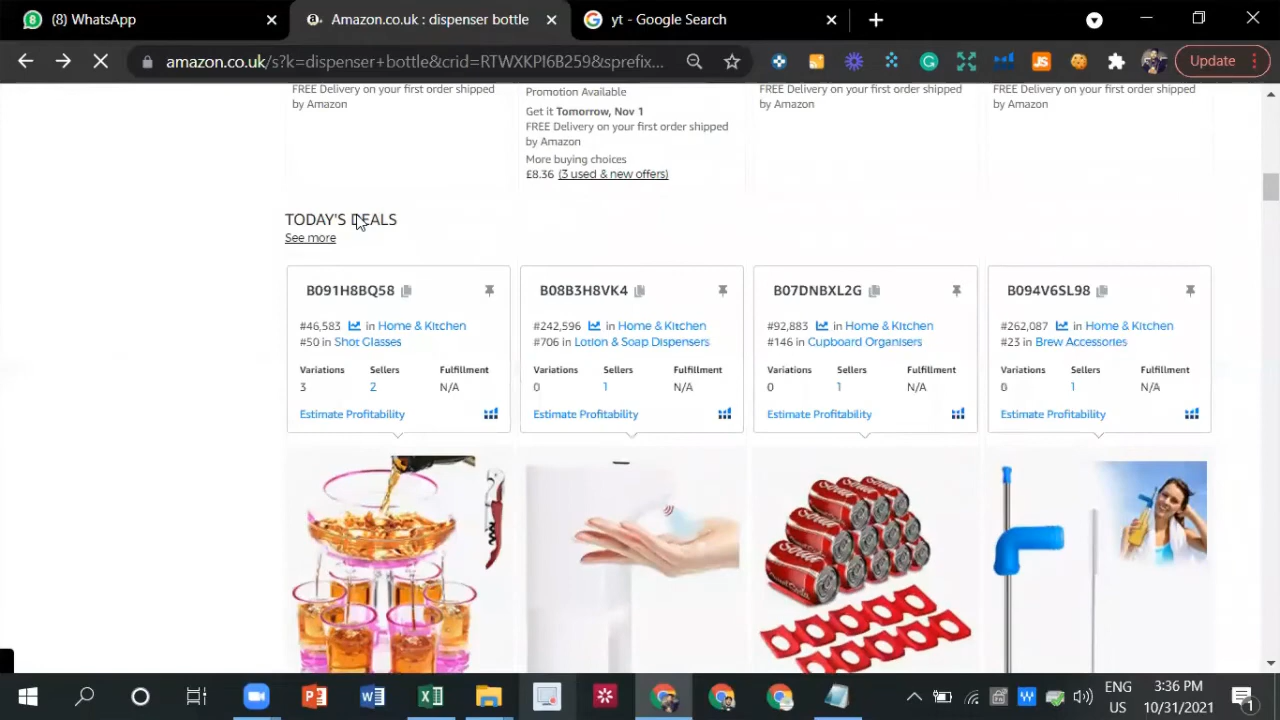 (8) WhatsApp
Amazon.co.uk : dispenser bottle
yt - Google Search
amazon.co.uk/s?k=dispenser+bottle&crid=RTWXKPI6B259&sprefix...
Update
FREE Delivery on your first order shipped
by Amazon
Promotion Available
Get it Tomorrow, Nov 1
FREE Delivery on your first order shipped
by Amazon
More buying choices
£8.36 (3 used & new offers)
FREE Delivery on your first order shipped
by Amazon
FREE Delivery on your first order shipped
by Amazon
TODAY'S DEALS
See more
B091H8BQ58
#46,583 in Home & Kitchen
#50 in Shot Glasses
Variations Sellers Fulfillment
3 2 N/A
Estimate Profitability
B08B3H8VK4
#242,596 in Home & Kitchen
#706 in Lotion & Soap Dispensers
Variations Sellers Fulfillment
0 1 N/A
Estimate Profitability
B07DNBXL2G
#92,883 in Home & Kitchen
#146 in Cupboard Organisers
Variations Sellers Fulfillment
0 1 N/A
Estimate Profitability
B094V6SL98
#262,087 in Home & Kitchen
#23 in Brew Accessories
Variations Sellers Fulfillment
0 1 N/A
Estimate Profitability
ENG
US
3:36 PM
10/31/2021